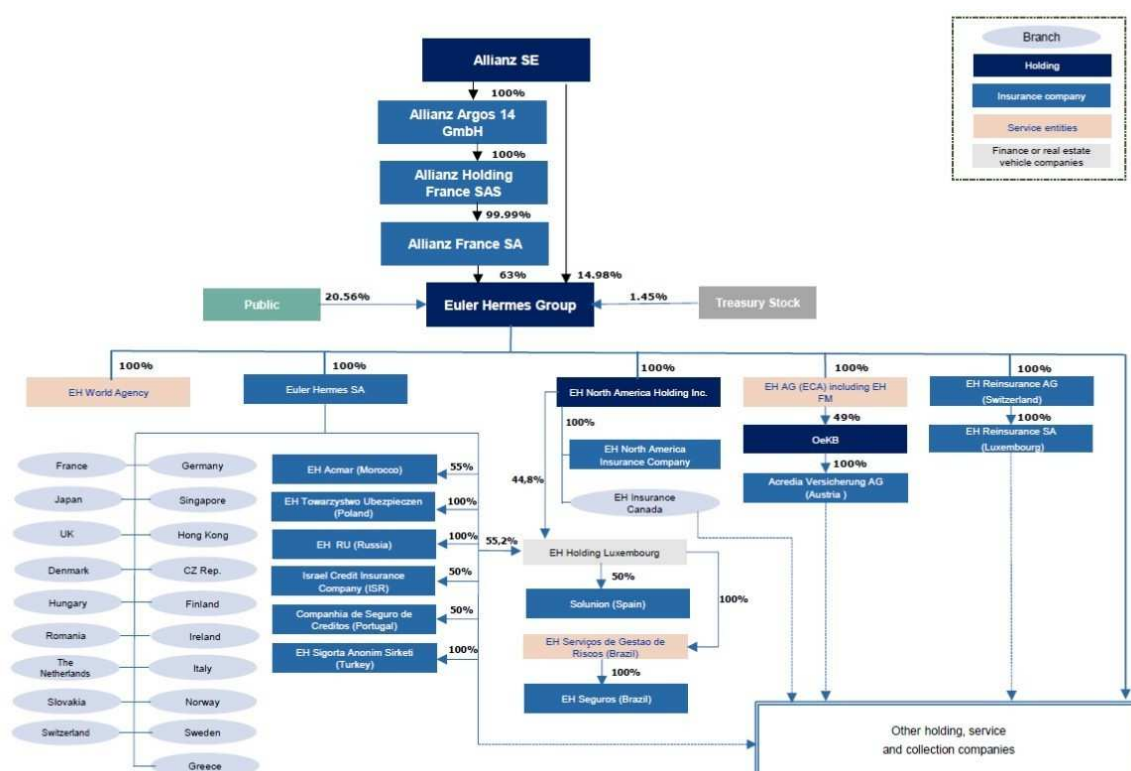 Branch
Holding
Insurance company
Service entities
Finance or real estate
vehicle companies
Allianz SE
100%
Allianz Argos 14
GmbH
100%
Allianz Holding
France SAS
99.99%
Allianz France SA
63%
14.98%
Public
20.56%
Euler Hermes Group
1.45%
Treasury Stock
100%
100%
100%
100%
100%
EH World Agency
Euler Hermes SA
EH North America Holding Inc.
EH AG (ECA) including EH
FM
EH Reinsurance AG
(Switzerland)
49%
100%
100%
OeKB
EH Reinsurance SA
(Luxembourg)
EH North America
Insurance Company
100%
Acredia Versicherung AG
(Austria )
44,8%
EH Insurance
Canada
France
Germany
Japan
Singapore
UK
Hong Kong
Denmark
CZ Rep.
Hungary
Finland
Romania
Ireland
The
Netherlands
Italy
Slovakia
Norway
Switzerland
Sweden
Greece
EH Acmar (Morocco)
55%
EH Towarzystwo Ubezpieczen
(Poland)
100%
EH RU (Russia)
100%
Israel Credit Insurance
Company (ISR)
50%
Companhia de Seguro de
Creditos (Portugal)
50%
EH Sigorta Anonim Sirketi
(Turkey)
100%
55,2%
EH Holding Luxembourg
50%
100%
Solunion (Spain)
EH Serviços de Gestao de
Riscos (Brazil)
100%
EH Seguros (Brazil)
Other holding, service
and collection companies